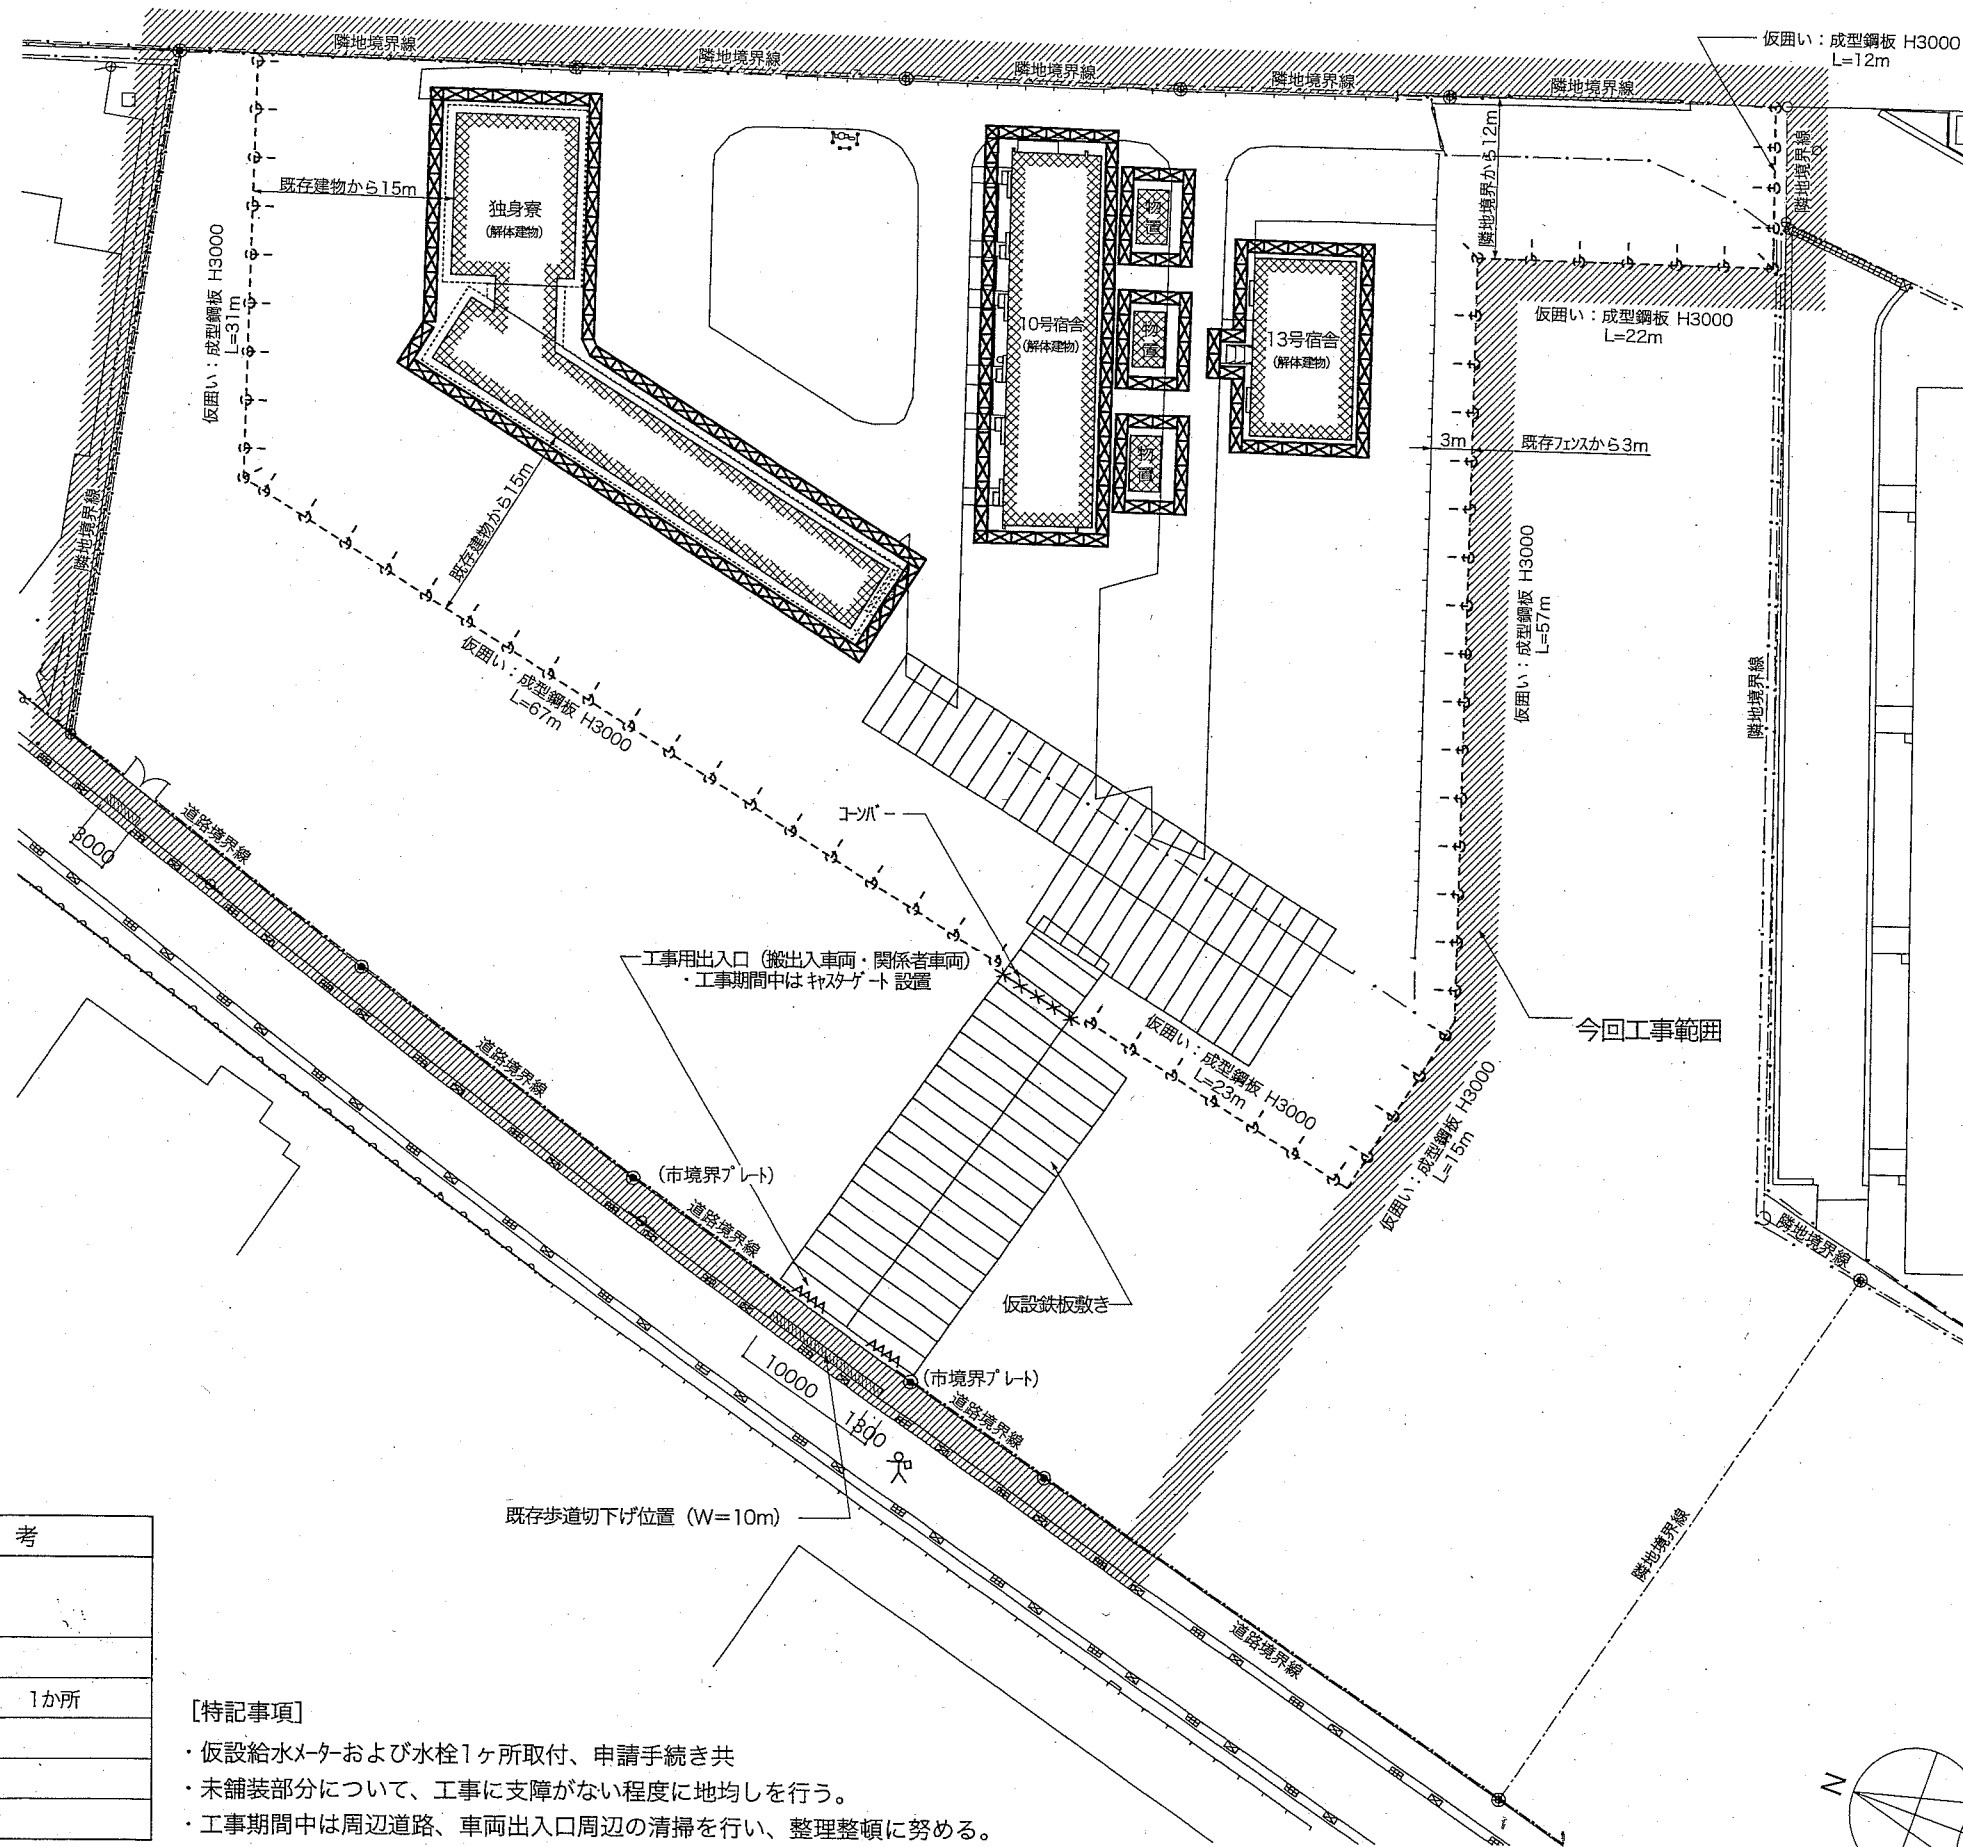 隣地境界線
隣地境界線
隣地境界線
隣地境界線
隣地境界線
仮囲い：成型鋼板 H3000
L=12m
隣地境界線
隣地境界から12m
既存建物から15m
独身寮
(解体建物)
物置
物置
物置
10号宿舎
(解体建物)
13号宿舎
(解体建物)
仮囲い：成型鋼板 H3000
L=22m
仮囲い：成型鋼板 H3000
L=31m
3m
既存フェンスから3m
既存建物から15m
隣地境界線
仮囲い：成型鋼板 H3000
L=57m
隣地境界線
仮囲い：成型鋼板 H3000
L=67m
コーンバー
3000
道路境界線
工事用出入口（搬出入車両・関係者車両）
・工事期間中はキャスターゲート設置
仮囲い：成型鋼板 H3000
L=23m
今回工事範囲
道路境界線
仮囲い：成型鋼板 H3000
L=15m
(市境界プレート)
道路境界線
隣地境界線
仮設鉄板敷き
(市境界プレート)
道路境界線
10000
1800
既存歩道切下げ位置（W=10m）
隣地境界線
道路境界線
考
1か所
[特記事項]
・仮設給水メーターおよび水栓1ヶ所取付、申請手続き共
・未舗装部分について、工事に支障がない程度に地均しを行う。
・工事期間中は周辺道路、車両出入口周辺の清掃を行い、整理整頓に努める。
N